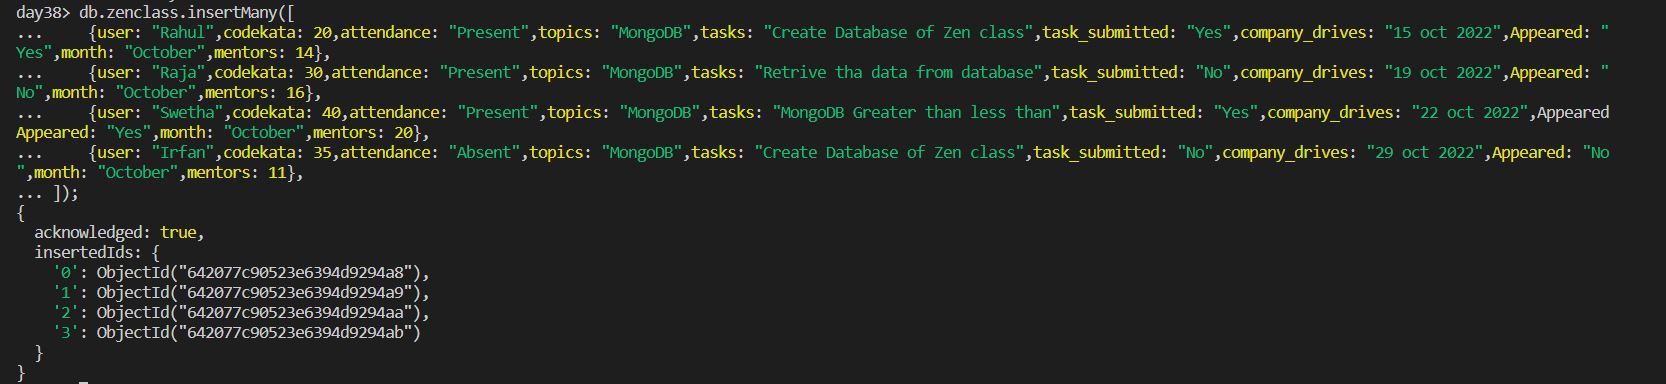 day38> db.zenclass.insertMany([
...     {user: "Rahul",codekata: 20,attendance: "Present",topics: "MongoDB",tasks: "Create Database of Zen class",task_submitted: "Yes",company_drives: "15 oct 2022",Appeared: "
Yes",month: "October",mentors: 14},
...     {user: "Raja",codekata: 30,attendance: "Present",topics: "MongoDB",tasks: "Retrive tha data from database",task_submitted: "No",company_drives: "19 oct 2022",Appeared: "
No",month: "October",mentors: 16},
...     {user: "Swetha",codekata: 40,attendance: "Present",topics: "MongoDB",tasks: "MongoDB Greater than less than",task_submitted: "Yes",company_drives: "22 oct 2022",Appeared
Appeared: "Yes",month: "October",mentors: 20},
...     {user: "Irfan",codekata: 35,attendance: "Absent",topics: "MongoDB",tasks: "Create Database of Zen class",task_submitted: "No",company_drives: "29 oct 2022",Appeared: "No
",month: "October",mentors: 11},
... ]);
{
  acknowledged: true,
  insertedIds: {
    '0': ObjectId("642077c90523e6394d9294a8"),
    '1': ObjectId("642077c90523e6394d9294a9"),
    '2': ObjectId("642077c90523e6394d9294aa"),
    '3': ObjectId("642077c90523e6394d9294ab")
  }
}